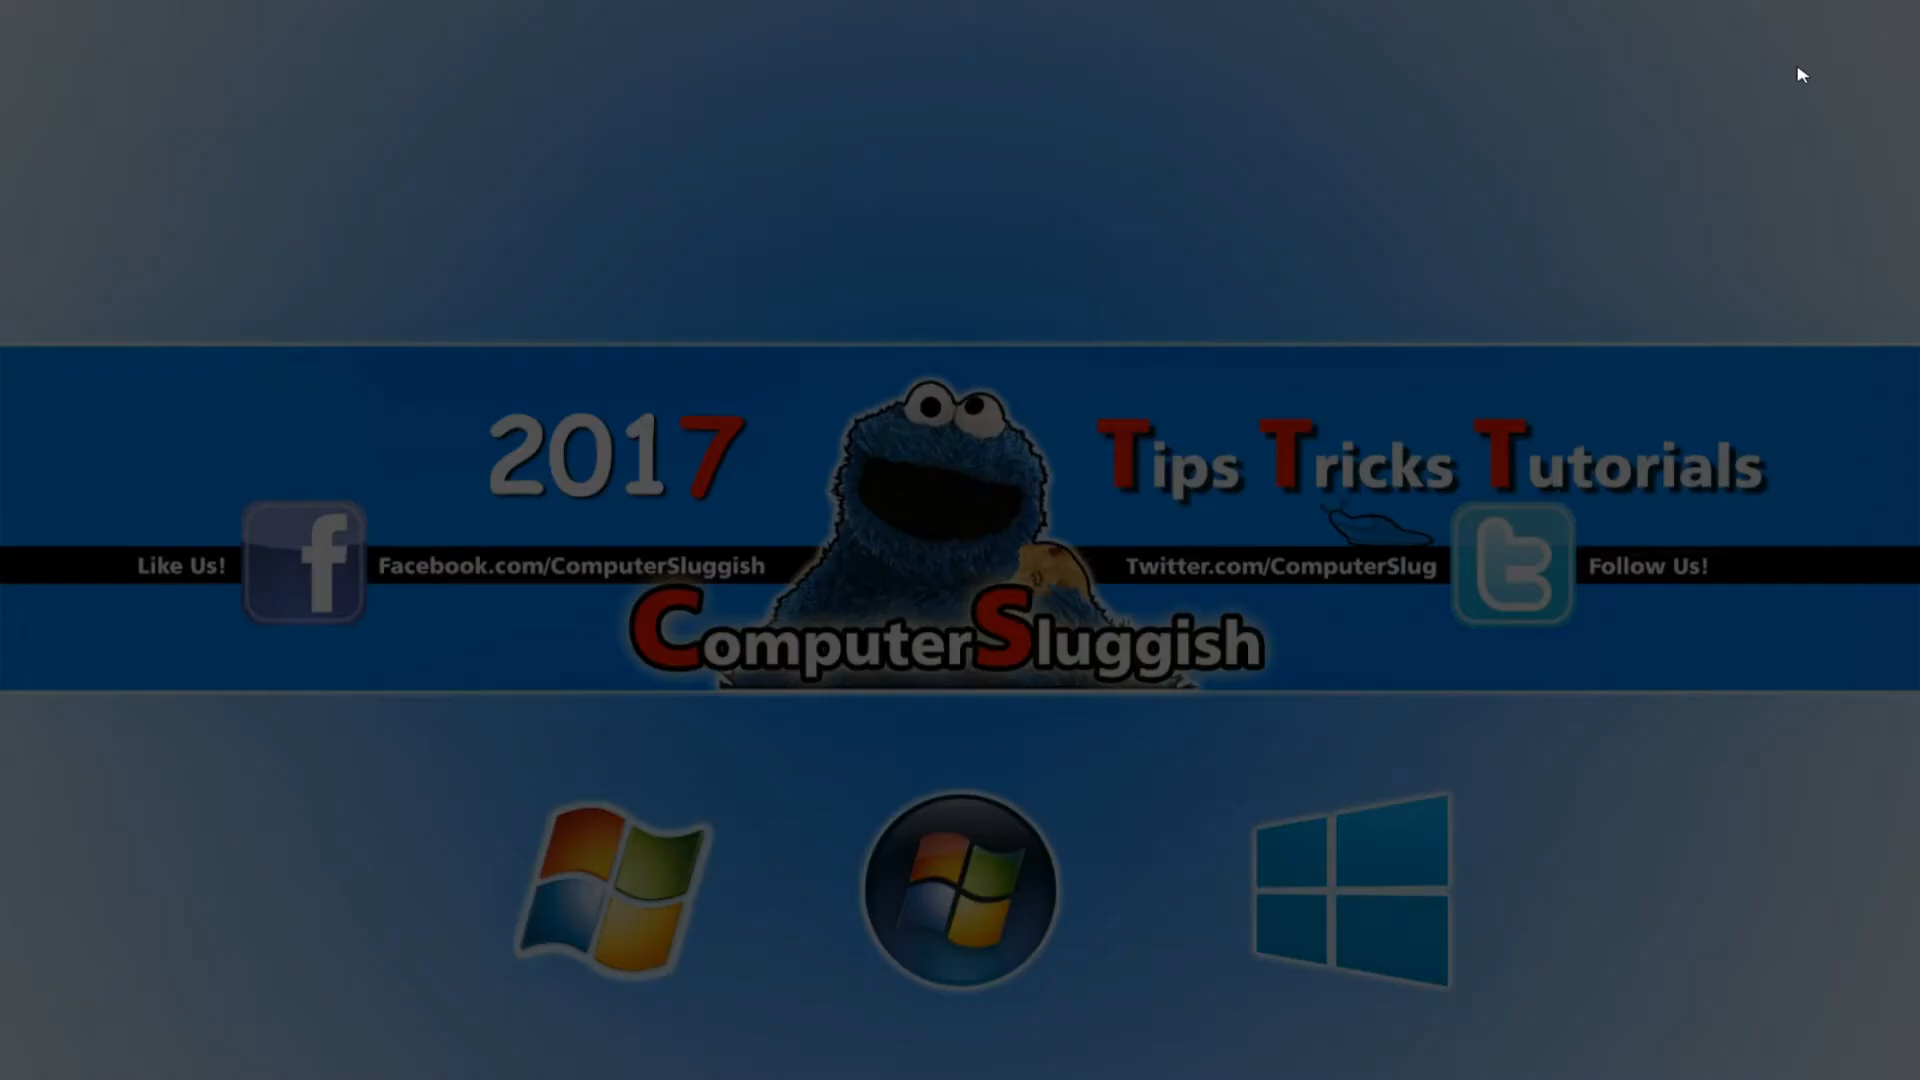 2017
Tips Tricks Tutorials
Like Us!
f
Facebook.com/ComputerSluggish
Twitter.com/ComputerSlug
t
Follow Us!
ComputerSluggish